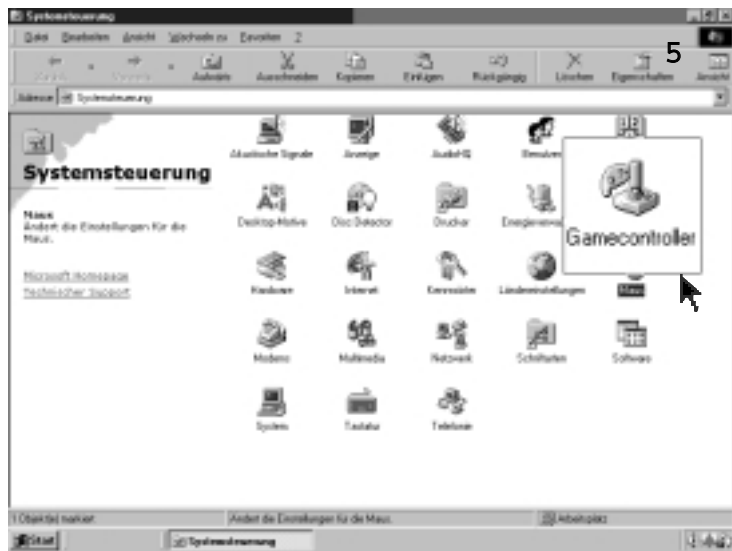 Systemsteuerung
Datei Bearbeiten Ansicht Wechseln zu Favoriten ?
5
Aufwärts Ausschneiden Kopieren Einfügen Rückgängig Löschen Eigenschaften Ansicht
Adresse Systemsteuerung
Akustische Signale Anzeige AudioHQ
Systemsteuerung
Gamecontroller
Maus
Ändert die Einstellungen für die
Maus.
Desktop-Motive Disc Detector Drucker
Microsoft Homepage
Technischer Support
Hardware Internet Kennwörter Ländereinstellungen Maus
Modems Multimedia Netzwerk Schriftarten Software
System Tastatur Telefonie
1 Objekt(e) markiert Ändert die Einstellungen für die Maus. Arbeitsplatz
Start Systemsteuerung